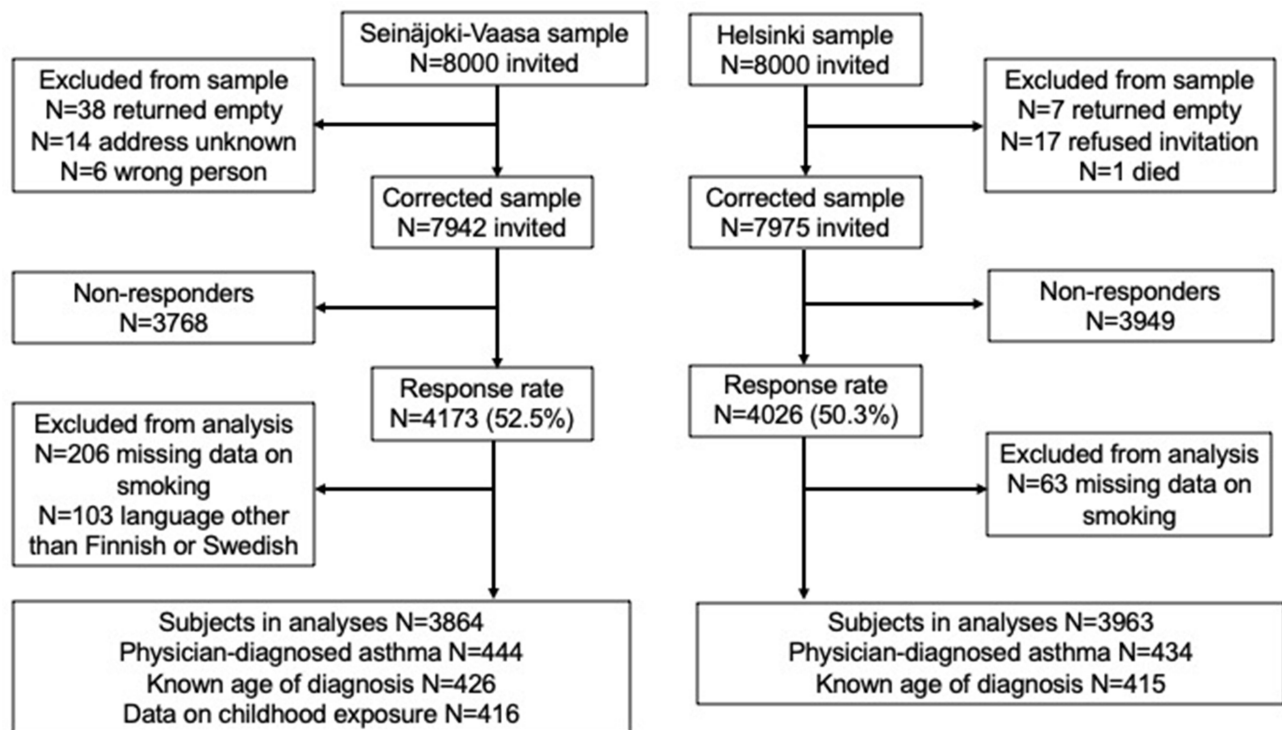 Seinäjoki-Vaasa sample
N=8000 invited
Excluded from sample
N=38 returned empty
N=14 address unknown
N=6 wrong person
Corrected sample
N=7942 invited
Non-responders
N=3768
Response rate
N=4173 (52.5%)
Excluded from analysis
N=206 missing data on
smoking
N=103 language other
than Finnish or Swedish
Subjects in analyses N=3864
Physician-diagnosed asthma N=444
Known age of diagnosis N=426
Data on childhood exposure N=416
Helsinki sample
N=8000 invited
Excluded from sample
N=7 returned empty
N=17 refused invitation
N=1 died
Corrected sample
N=7975 invited
Non-responders
N=3949
Response rate
N=4026 (50.3%)
Excluded from analysis
N=63 missing data on
smoking
Subjects in analyses N=3963
Physician-diagnosed asthma N=434
Known age of diagnosis N=415